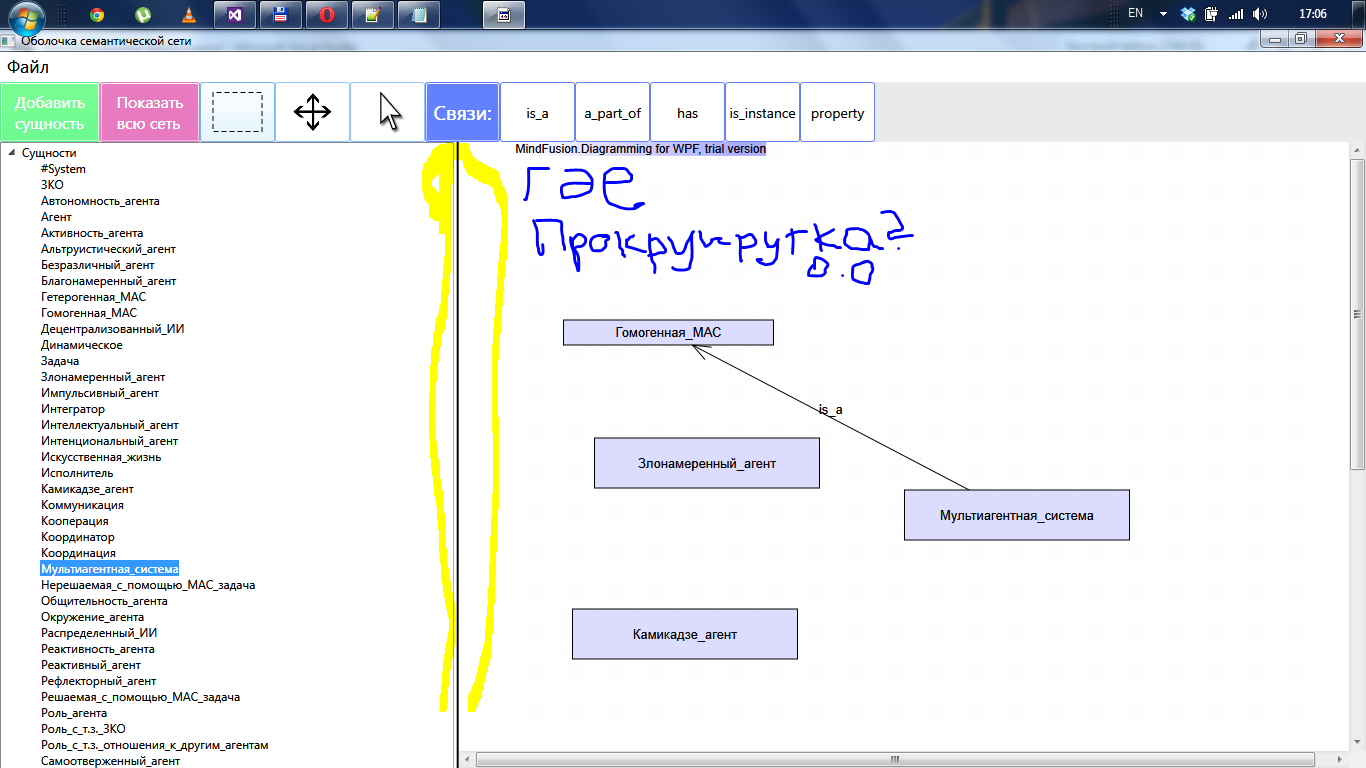 EN
17:06
Оболочка семантической сети
Файл
Добавить сущность
Показать всю сеть
Связи:
is_a
a_part_of
has
is_instance
property
Сущности
#System
ЗКО
Автономность_агента
Агент
Активность_агента
Альтруистический_агент
Безразличный_агент
Благонамеренный_агент
Гетерогенная_МАС
Гомогенная_МАС
Децентрализованный_ИИ
Динамическое
Задача
Злонамеренный_агент
Импульсивный_агент
Интегратор
Интеллектуальный_агент
Интенциональный_агент
Искусственная_жизнь
Исполнитель
Камикадзе_агент
Коммуникация
Кооперация
Координатор
Координация
Мультиагентная_система
Нерешаемая_с_помощью_МАС_задача
Общительность_агента
Окружение_агента
Распределенный_ИИ
Реактивность_агента
Реактивный_агент
Рефлекторный_агент
Решаемая_с_помощью_МАС_задача
Роль_агента
Роль_с_т.з._ЗКО
Роль_с_т.з._отношения_к_другим_агентам
Самоотверженный_агент
MindFusion.Diagramming for WPF, trial version
где
Прокрукрутка?
О.О
Гомогенная_МАС
is_a
Злонамеренный_агент
Мультиагентная_система
Камикадзе_агент